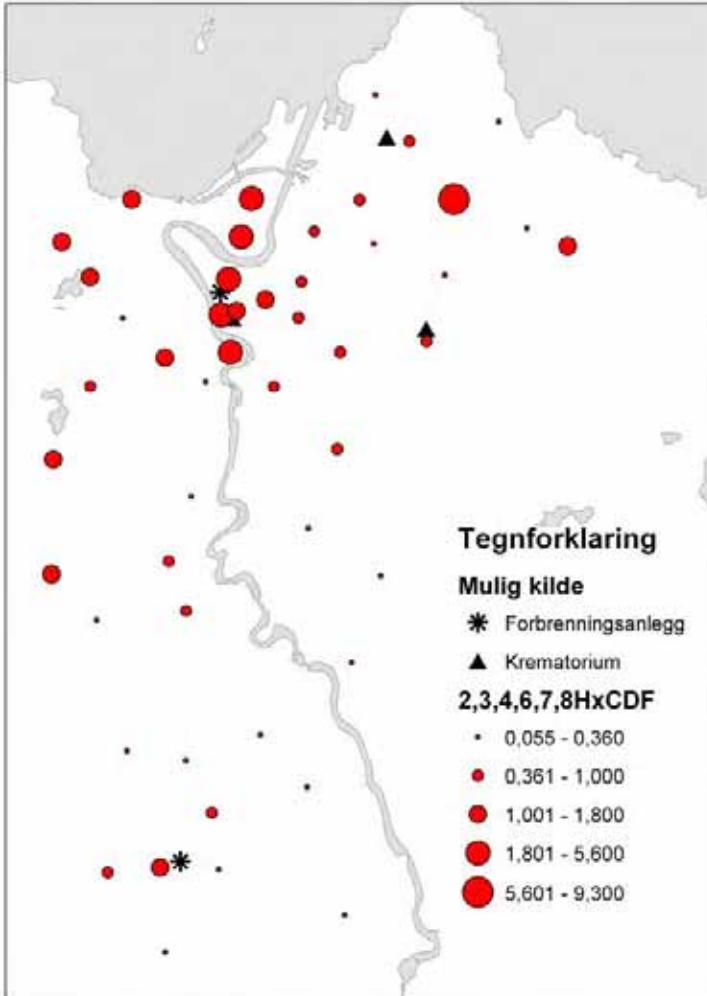 Tegnforklaring
Mulig kilde
Forbrenningsanlegg
Krematorium
2,3,4,6,7,8HxCDF
0,055 - 0,360
0,361 - 1,000
1,001 - 1,800
1,801 - 5,600
5,601 - 9,300